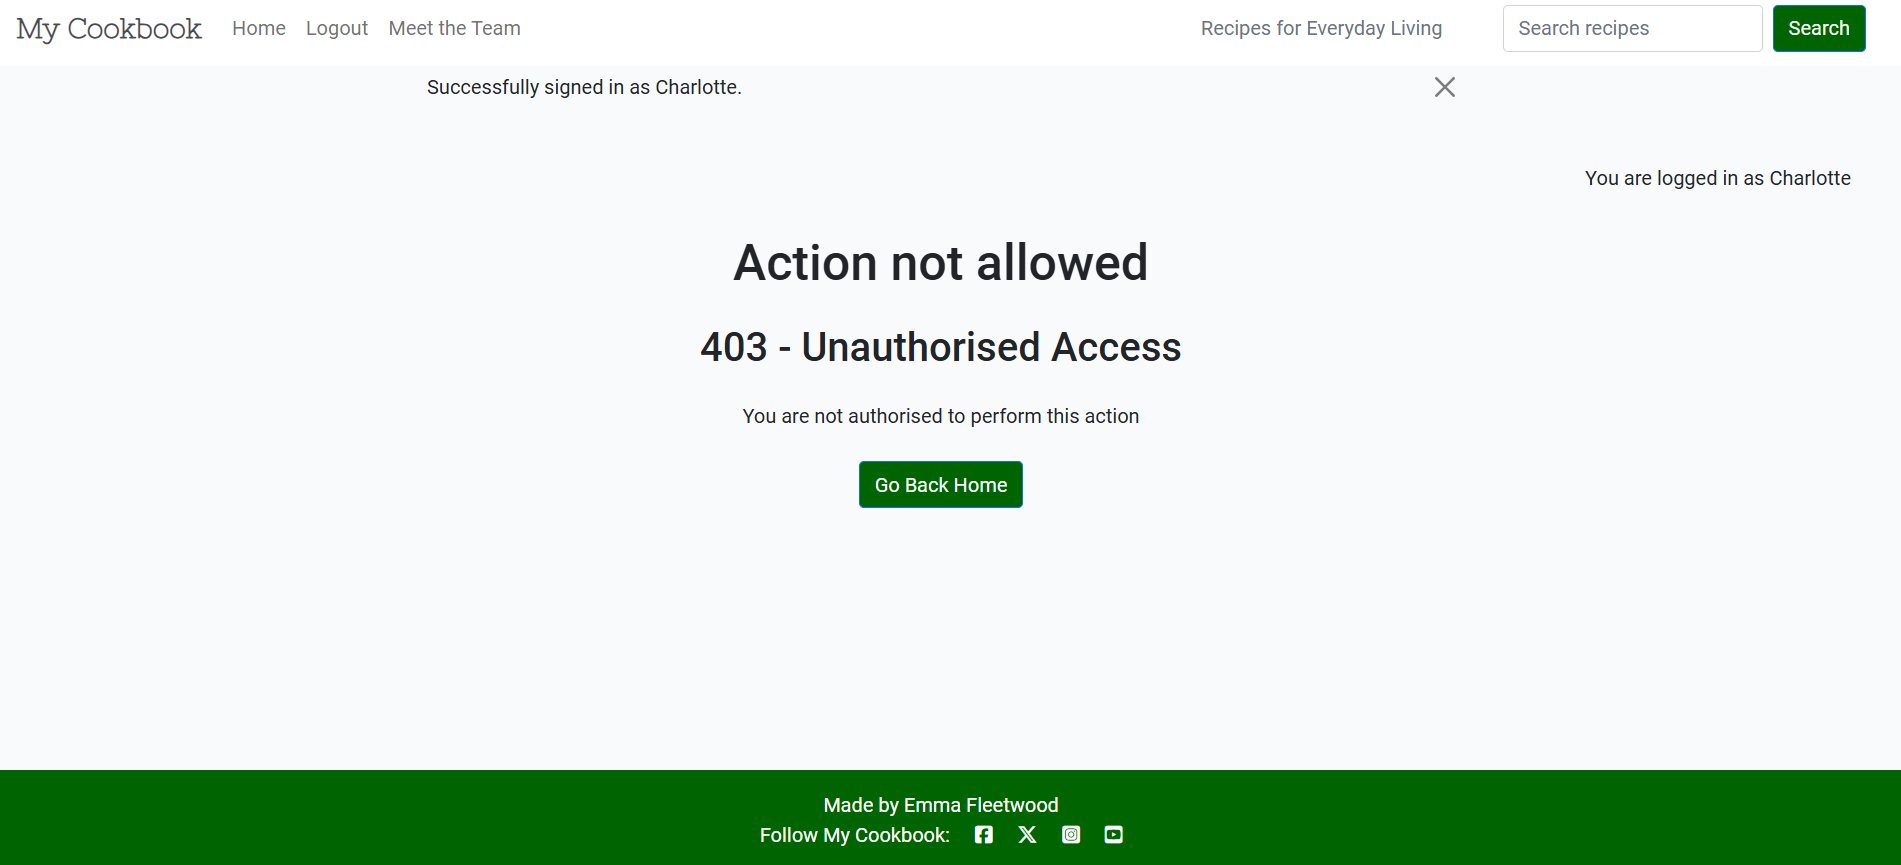 My Cookbook Home Logout Meet the Team Recipes for Everyday Living Search recipes Search
Successfully signed in as Charlotte.
You are logged in as Charlotte
Action not allowed
403 - Unauthorised Access
You are not authorised to perform this action
Go Back Home
Made by Emma Fleetwood
Follow My Cookbook: